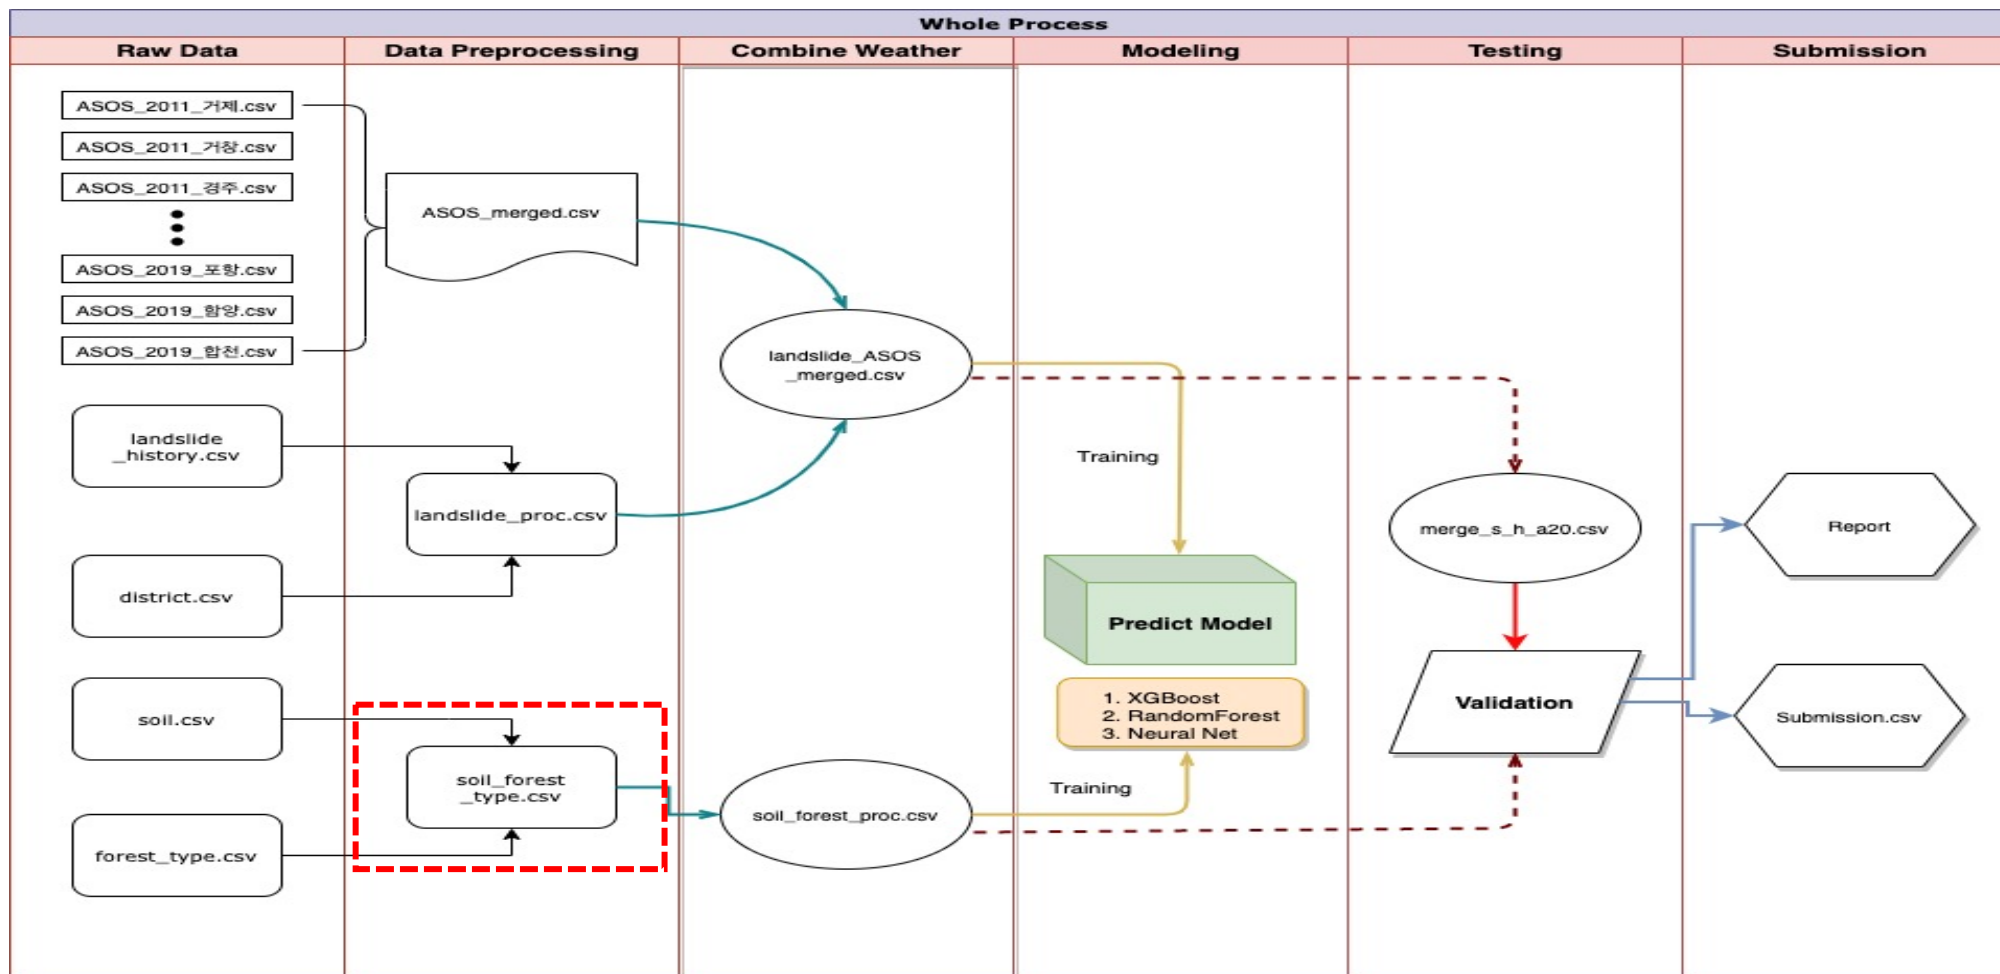 Whole Process
Raw Data
Data Preprocessing
Combine Weather
Modeling
Testing
Submission
ASOS_2011_거제.csv
ASOS_2011_거창.csv
ASOS_2011_경주.csv
ASOS_2019_포항.csv
ASOS_2019_함양.csv
ASOS_2019_합천.csv
landslide
_history.csv
district.csv
soil.csv
forest_type.csv
ASOS_merged.csv
landslide_proc.csv
soil_forest
_type.csv
landslide_ASOS
_merged.csv
soil_forest_proc.csv
Training
Predict Model
1. XGBoost
2. RandomForest
3. Neural Net
Training
merge_s_h_a20.csv
Validation
Report
Submission.csv